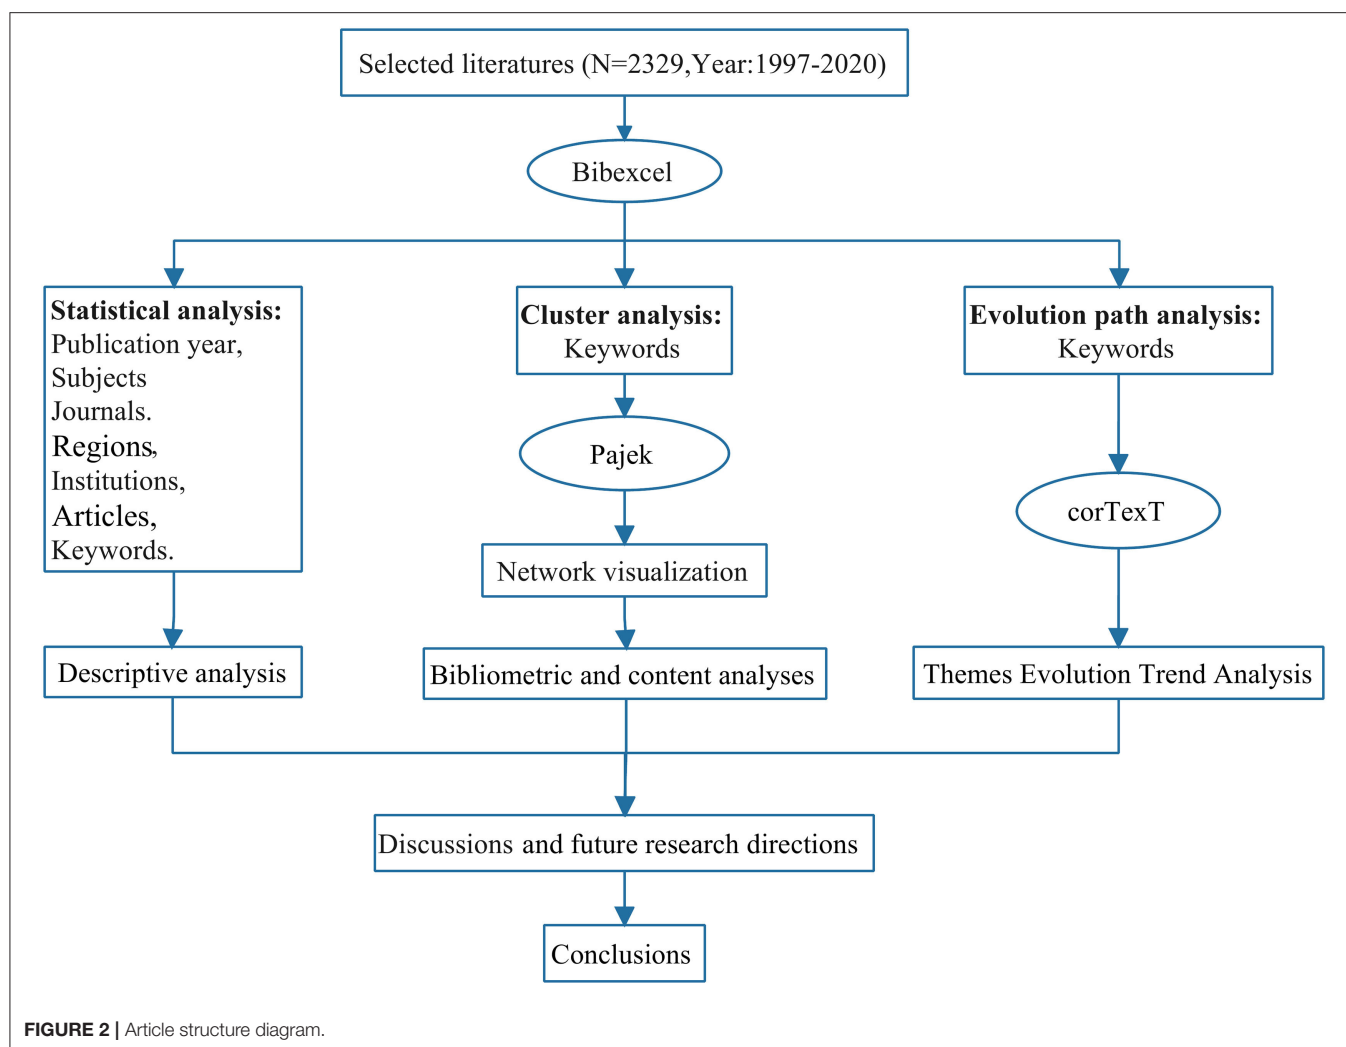 Selected literatures (N=2329,Year:1997-2020)
Bibexcel
Statistical analysis:
Publication year,
Subjects
Journals.
Regions,
Institutions,
Articles,
Keywords.
Cluster analysis:
Keywords
Evolution path analysis:
Keywords
Pajek
corTexT
Network visualization
Descriptive analysis
Bibliometric and content analyses
Themes Evolution Trend Analysis
Discussions and future research directions
Conclusions
FIGURE 2 | Article structure diagram.